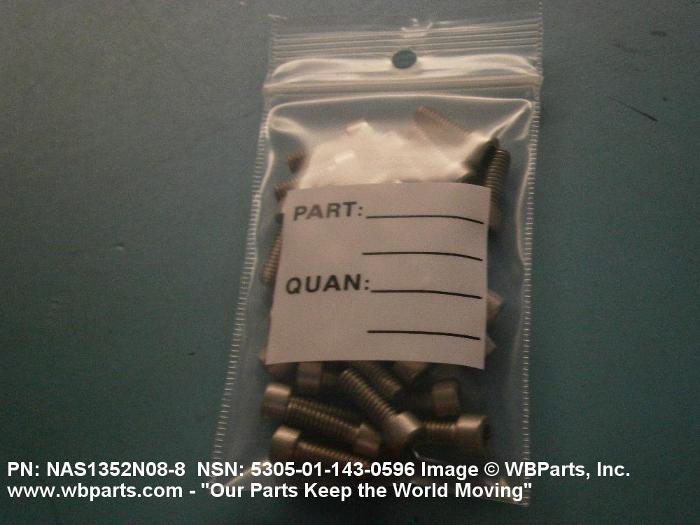 PART:
QUAN:
PN: NAS1352N08-8 NSN: 5305-01-143-0596 Image © WBParts, Inc.
www.wbparts.com - "Our Parts Keep the World Moving"